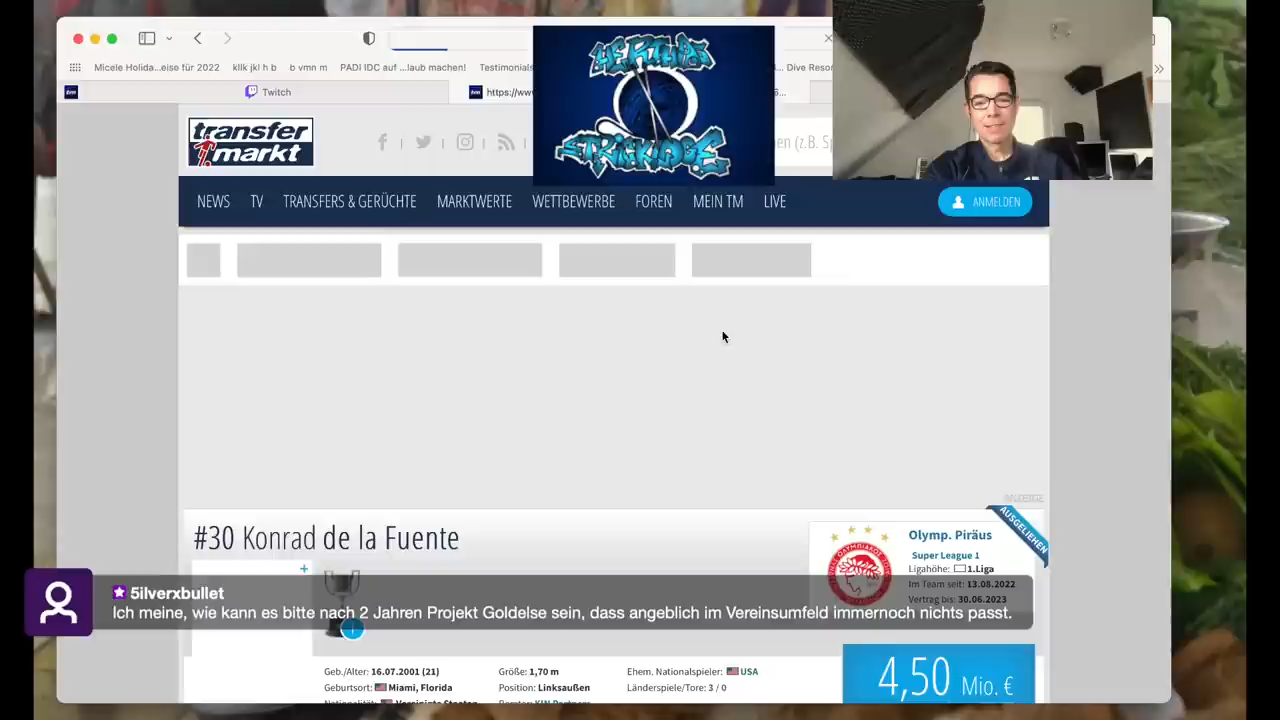 Micele Holida...eise für 2022
kllk jkl h b
b vmn m
PADI IDC auf ...laub machen!
Testimonials
Dive Resor
Twitch
https://ww
transfer
markt
HERTHAS
STRICKLIDGE
NEWS
TV
TRANSFERS & GERÜCHTE
MARKTWERTE
WETTBEWERBE
FOREN
MEIN TM
LIVE
ANMELDEN
ANZEIGE
#30 Konrad de la Fuente
AUSGELIEHEN
Olymp. Piräus
Super League 1
Ligahöhe: 1.Liga
Im Team seit: 13.08.2022
Vertrag bis: 30.06.2023
5ilverxbullet
Ich meine, wie kann es bitte nach 2 Jahren Projekt Goldelse sein, dass angeblich im Vereinsumfeld immernoch nichts passt.
Geb./Alter: 16.07.2001 (21)
Größe: 1,70 m
Ehem. Nationalspieler: USA
Geburtsort: Miami, Florida
Position: Linksaußen
Länderspiele/Tore: 3 / 0
4,50 Mio. €